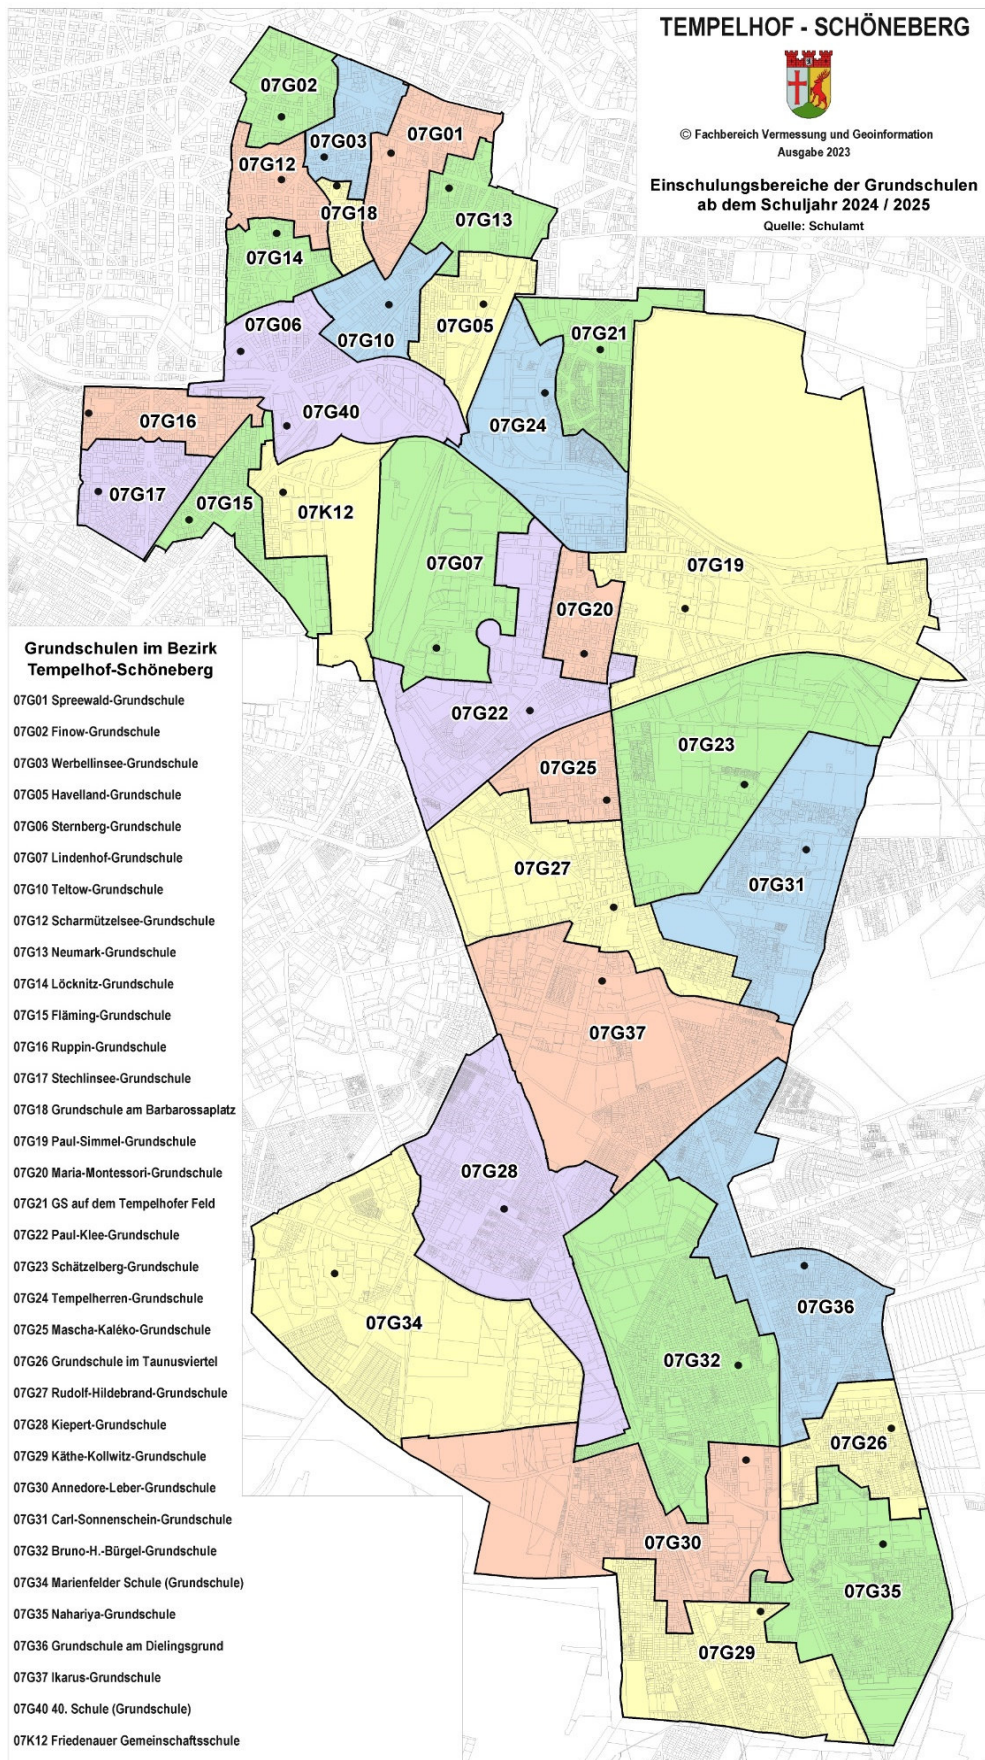 TEMPELHOF - SCHÖNEBERG
© Fachbereich Vermessung und Geoinformation
Ausgabe 2023
Einschulungsbereiche der Grundschulen
ab dem Schuljahr 2024 / 2025
Quelle: Schulamt
07G02
07G03
07G01
07G12
07G18
07G13
07G14
07G06
07G10
07G05
07G21
07G16
07G40
07G24
07G17
07G15
07K12
07G07
07G19
07G20
07G22
07G23
07G25
07G27
07G31
07G37
07G28
07G34
07G36
07G32
07G26
07G30
07G35
07G29
Grundschulen im Bezirk
Tempelhof-Schöneberg
07G01 Spreewald-Grundschule
07G02 Finow-Grundschule
07G03 Werbellinsee-Grundschule
07G05 Havelland-Grundschule
07G06 Sternberg-Grundschule
07G07 Lindenhof-Grundschule
07G10 Teltow-Grundschule
07G12 Scharmützelsee-Grundschule
07G13 Neumark-Grundschule
07G14 Löcknitz-Grundschule
07G15 Fläming-Grundschule
07G16 Ruppin-Grundschule
07G17 Stechlinsee-Grundschule
07G18 Grundschule am Barbarossaplatz
07G19 Paul-Simmel-Grundschule
07G20 Maria-Montessori-Grundschule
07G21 GS auf dem Tempelhofer Feld
07G22 Paul-Klee-Grundschule
07G23 Schätzelberg-Grundschule
07G24 Tempelherren-Grundschule
07G25 Mascha-Kaléko-Grundschule
07G26 Grundschule im Taunusviertel
07G27 Rudolf-Hildebrand-Grundschule
07G28 Kiepert-Grundschule
07G29 Käthe-Kollwitz-Grundschule
07G30 Annedore-Leber-Grundschule
07G31 Carl-Sonnenschein-Grundschule
07G32 Bruno-H.-Bürgel-Grundschule
07G34 Marienfelder Schule (Grundschule)
07G35 Nahariya-Grundschule
07G36 Grundschule am Dielingsgrund
07G37 Ikarus-Grundschule
07G40 40. Schule (Grundschule)
07K12 Friedenauer Gemeinschaftsschule